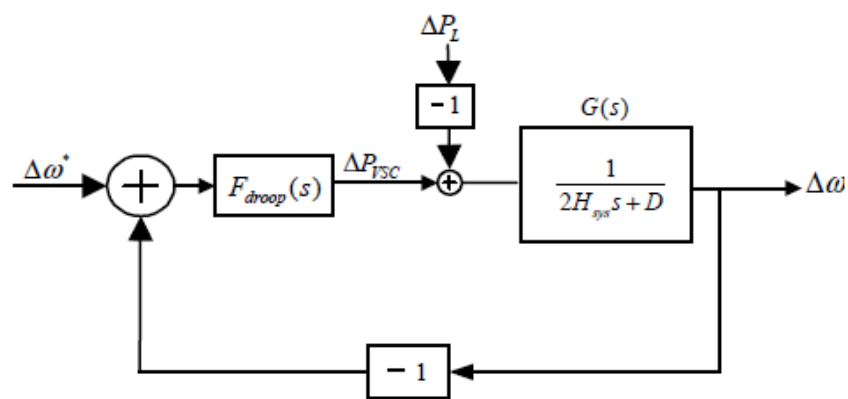 ΔP_L
-1
G(s)
Δω*
+
F_droop(s)
ΔP_VSC
+
1
2H_sys s + D
Δω
-1